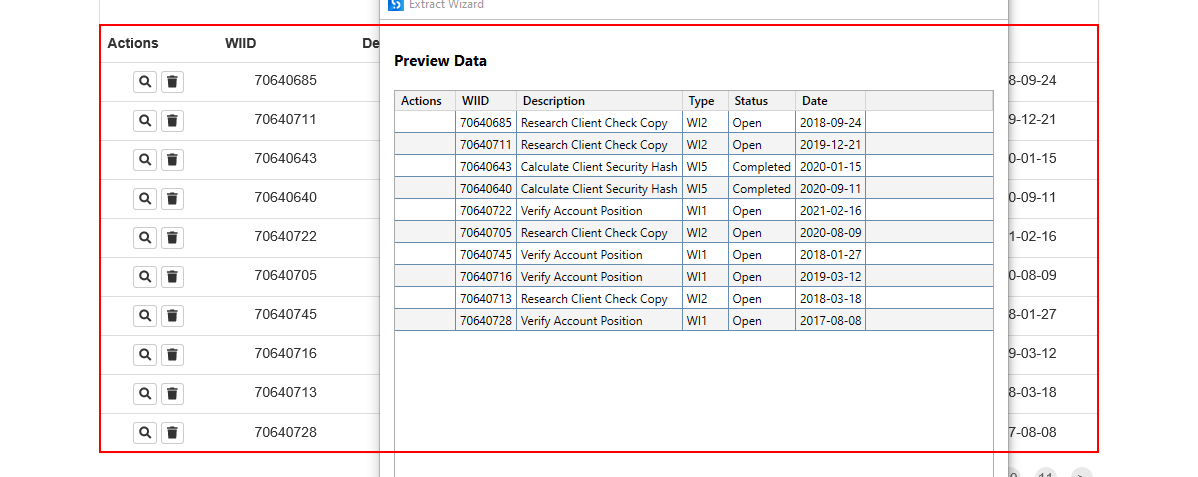 Extract Wizard
Actions WIID De
Preview Data
Actions WIID Description Type Status Date
70640685 Research Client Check Copy WI2 Open 2018-09-24
70640711 Research Client Check Copy WI2 Open 2019-12-21
70640643 Calculate Client Security Hash WI5 Completed 2020-01-15
70640640 Calculate Client Security Hash WI5 Completed 2020-09-11
70640722 Verify Account Position WI1 Open 2021-02-16
70640705 Research Client Check Copy WI2 Open 2020-08-09
70640745 Verify Account Position WI1 Open 2018-01-27
70640716 Verify Account Position WI1 Open 2019-03-12
70640713 Research Client Check Copy WI2 Open 2018-03-18
70640728 Verify Account Position WI1 Open 2017-08-08
70640685 8-09-24
70640711 9-12-21
70640643 0-01-15
70640640 0-09-11
70640722 1-02-16
70640705 0-08-09
70640745 8-01-27
70640716 9-03-12
70640713 8-03-18
70640728 7-08-08
11